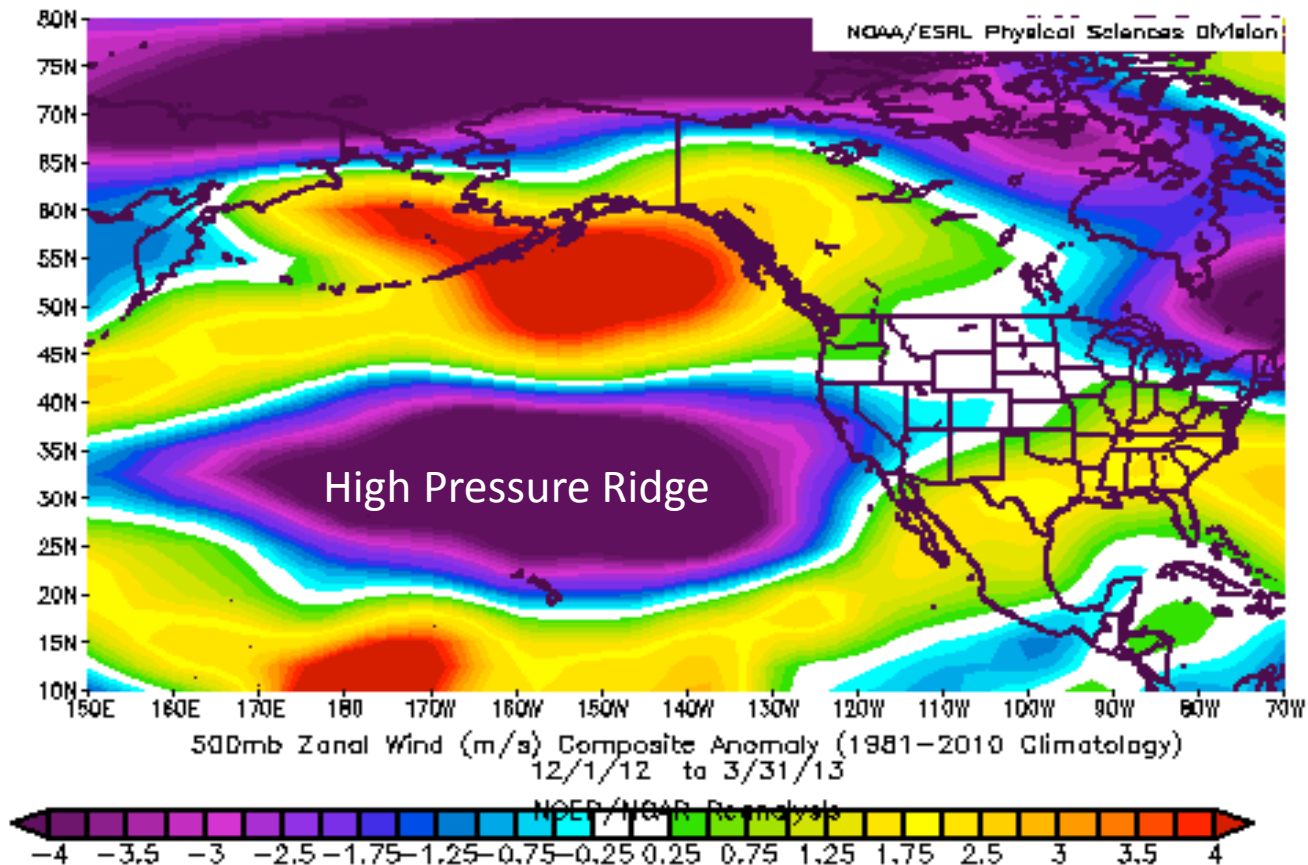 80N
NOAA/ESRL Physical Sciences Division
75N
70N
65N
60N
55N
50N
45N
40N
35N
High Pressure Ridge
30N
25N
20N
15N
10N
150E 160E 170E 180 170W 160W 150W 140W 130W 120W 110W 100W 90W 80W 70W
500mb Zonal Wind (m/s) Composite Anomaly (1981-2010 Climatology)
12/1/12 to 3/31/13
NCEP/NCAR Reanalysis
-4 -3.5 -3 -2.5 -1.75 -1.25 -0.75 -0.25 0.25 0.75 1.25 1.75 2.5 3 3.5 4